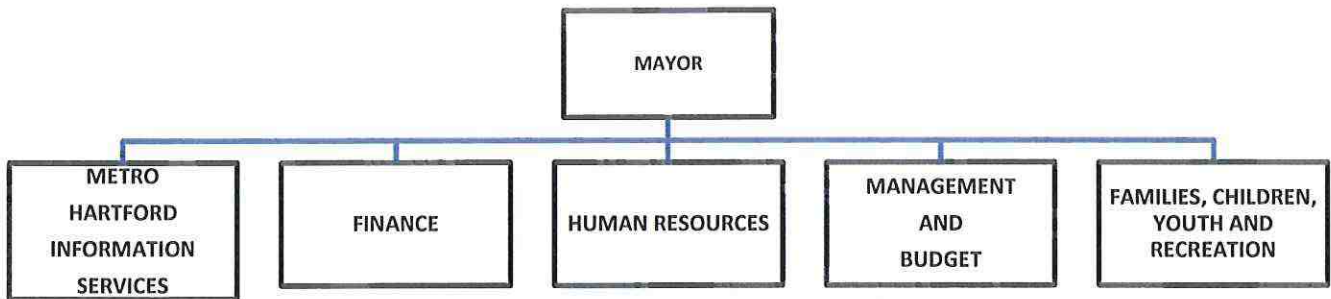 MAYOR
METRO
HARTFORD
INFORMATION
SERVICES
FINANCE
HUMAN RESOURCES
MANAGEMENT
AND
BUDGET
FAMILIES, CHILDREN,
YOUTH AND
RECREATION